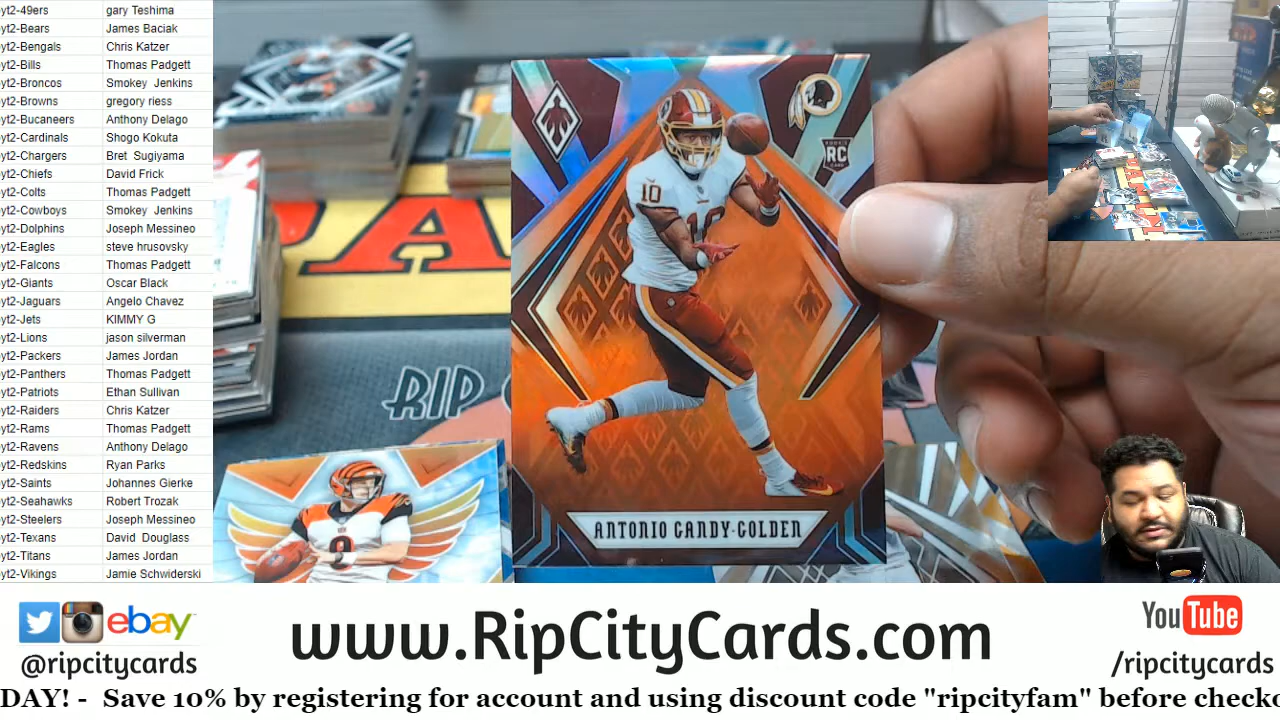 yt2-49ers gary Teshima
yt2-Bears James Baciak
yt2-Bengals Chris Katzer
yt2-Bills Thomas Padgett
yt2-Broncos Smokey Jenkins
yt2-Browns gregory riess
yt2-Bucaneers Anthony Delago
yt2-Cardinals Shogo Kokuta
yt2-Chargers Bret Sugiyama
yt2-Chiefs David Frick
yt2-Colts Thomas Padgett
yt2-Cowboys Smokey Jenkins
yt2-Dolphins Joseph Messineo
yt2-Eagles steve hrusovsky
yt2-Falcons Thomas Padgett
yt2-Giants Oscar Black
yt2-Jaguars Angelo Chavez
yt2-Jets KIMMY G
yt2-Lions jason silverman
yt2-Packers James Jordan
yt2-Panthers Thomas Padgett
yt2-Patriots Ethan Sullivan
yt2-Raiders Chris Katzer
yt2-Rams Thomas Padgett
yt2-Ravens Anthony Delago
yt2-Redskins Ryan Parks
yt2-Saints Johannes Gierke
yt2-Seahawks Robert Trozak
yt2-Steelers Joseph Messineo
yt2-Texans David Douglass
yt2-Titans James Jordan
yt2-Vikings Jamie Schwiderski
RC
10
10
ANTONIO GANDY-GOLDEN
RIP
9
ebay
@ripcitycards
www.RipCityCards.com
YouTube
/ripcitycards
DAY! - Save 10% by registering for account and using discount code "ripcityfam" before checko